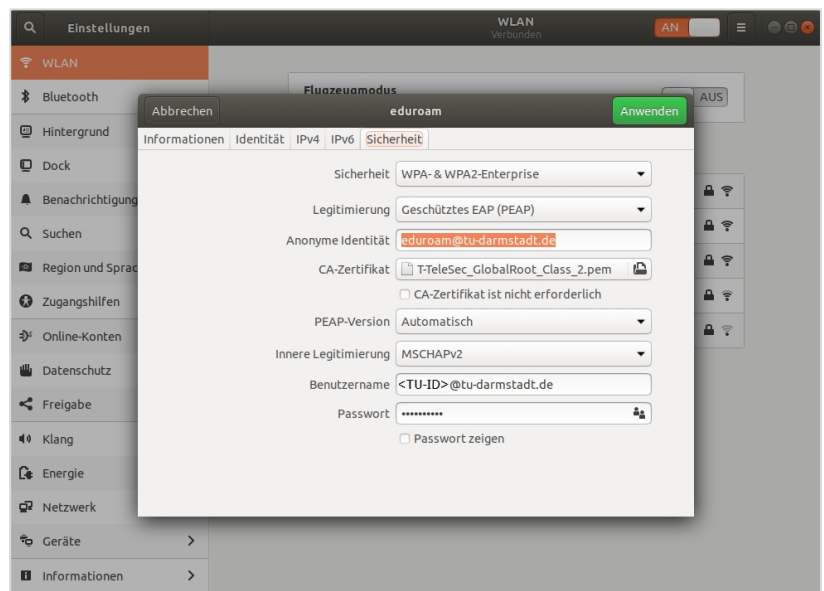 Einstellungen
WLAN
Verbunden
AN
WLAN
Bluetooth
Hintergrund
Dock
Benachrichtigung
Suchen
Region und Sprac
Zugangshilfen
Online-Konten
Datenschutz
Freigabe
Klang
Energie
Netzwerk
Geräte
Informationen
Flugzeugmodus
AUS
Abbrechen
eduroam
Anwenden
Informationen Identität IPv4 IPv6 Sicherheit
Sicherheit WPA- & WPA2-Enterprise
Legitimierung Geschütztes EAP (PEAP)
Anonyme Identität eduroam@tu-darmstadt.de
CA-Zertifikat T-TeleSec_GlobalRoot_Class_2.pem
CA-Zertifikat ist nicht erforderlich
PEAP-Version Automatisch
Innere Legitimierung MSCHAPv2
Benutzername <TU-ID>@tu-darmstadt.de
Passwort ••••••••••
Passwort zeigen